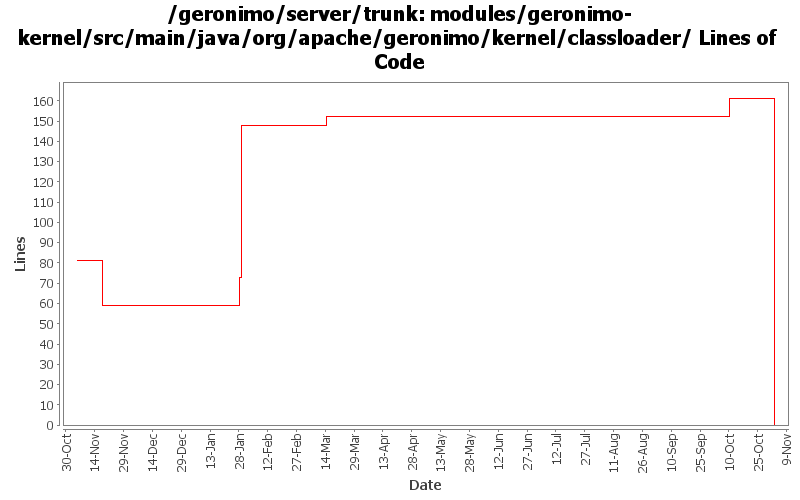 /geronimo/server/trunk: modules/geronimo-
kernel/src/main/java/org/apache/geronimo/kernel/classloader/ Lines of
Code
160
150
140
130
120
110
100
90
80
70
60
50
40
30
20
10
0
Lines
30-Oct
14-Nov
29-Nov
14-Dec
29-Dec
13-Jan
28-Jan
12-Feb
27-Feb
14-Mar
29-Mar
13-Apr
28-Apr
13-May
28-May
12-Jun
27-Jun
12-Jul
27-Jul
11-Aug
26-Aug
10-Sep
25-Sep
10-Oct
25-Oct
9-Nov
Date